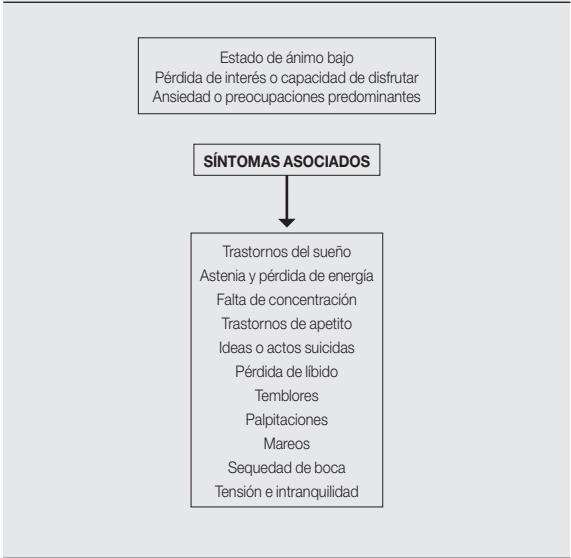 Estado de ánimo bajo
Pérdida de interés o capacidad de disfrutar
Ansiedad o preocupaciones predominantes
SÍNTOMAS ASOCIADOS
Trastornos del sueño
Astenia y pérdida de energía
Falta de concentración
Trastornos de apetito
Ideas o actos suicidas
Pérdida de líbido
Temblores
Palpitaciones
Mareos
Sequedad de boca
Tensión e intranquilidad